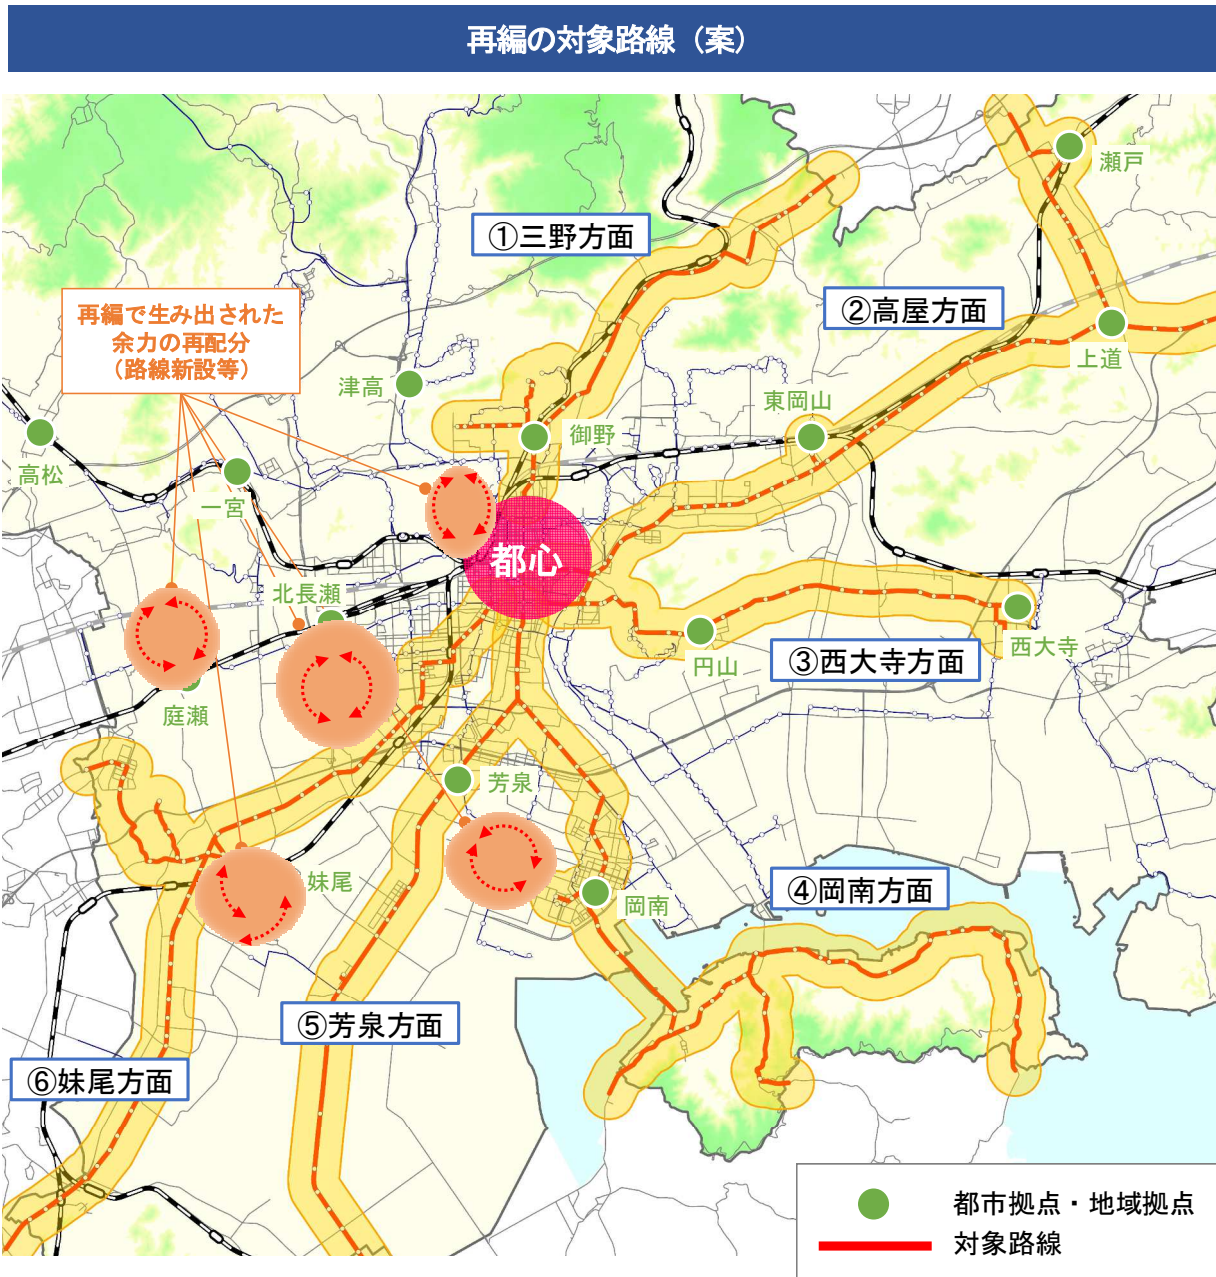 再編の対象路線（案）
瀬戸
①三野方面
②高屋方面
再編で生み出された
余力の再配分
（路線新設等）
上道
津高
東岡山
御野
高松
一宮
都心
北長瀬
円山
西大寺
③西大寺方面
庭瀬
芳泉
妹尾
④岡南方面
岡南
⑤芳泉方面
⑥妹尾方面
都市拠点・地域拠点
対象路線